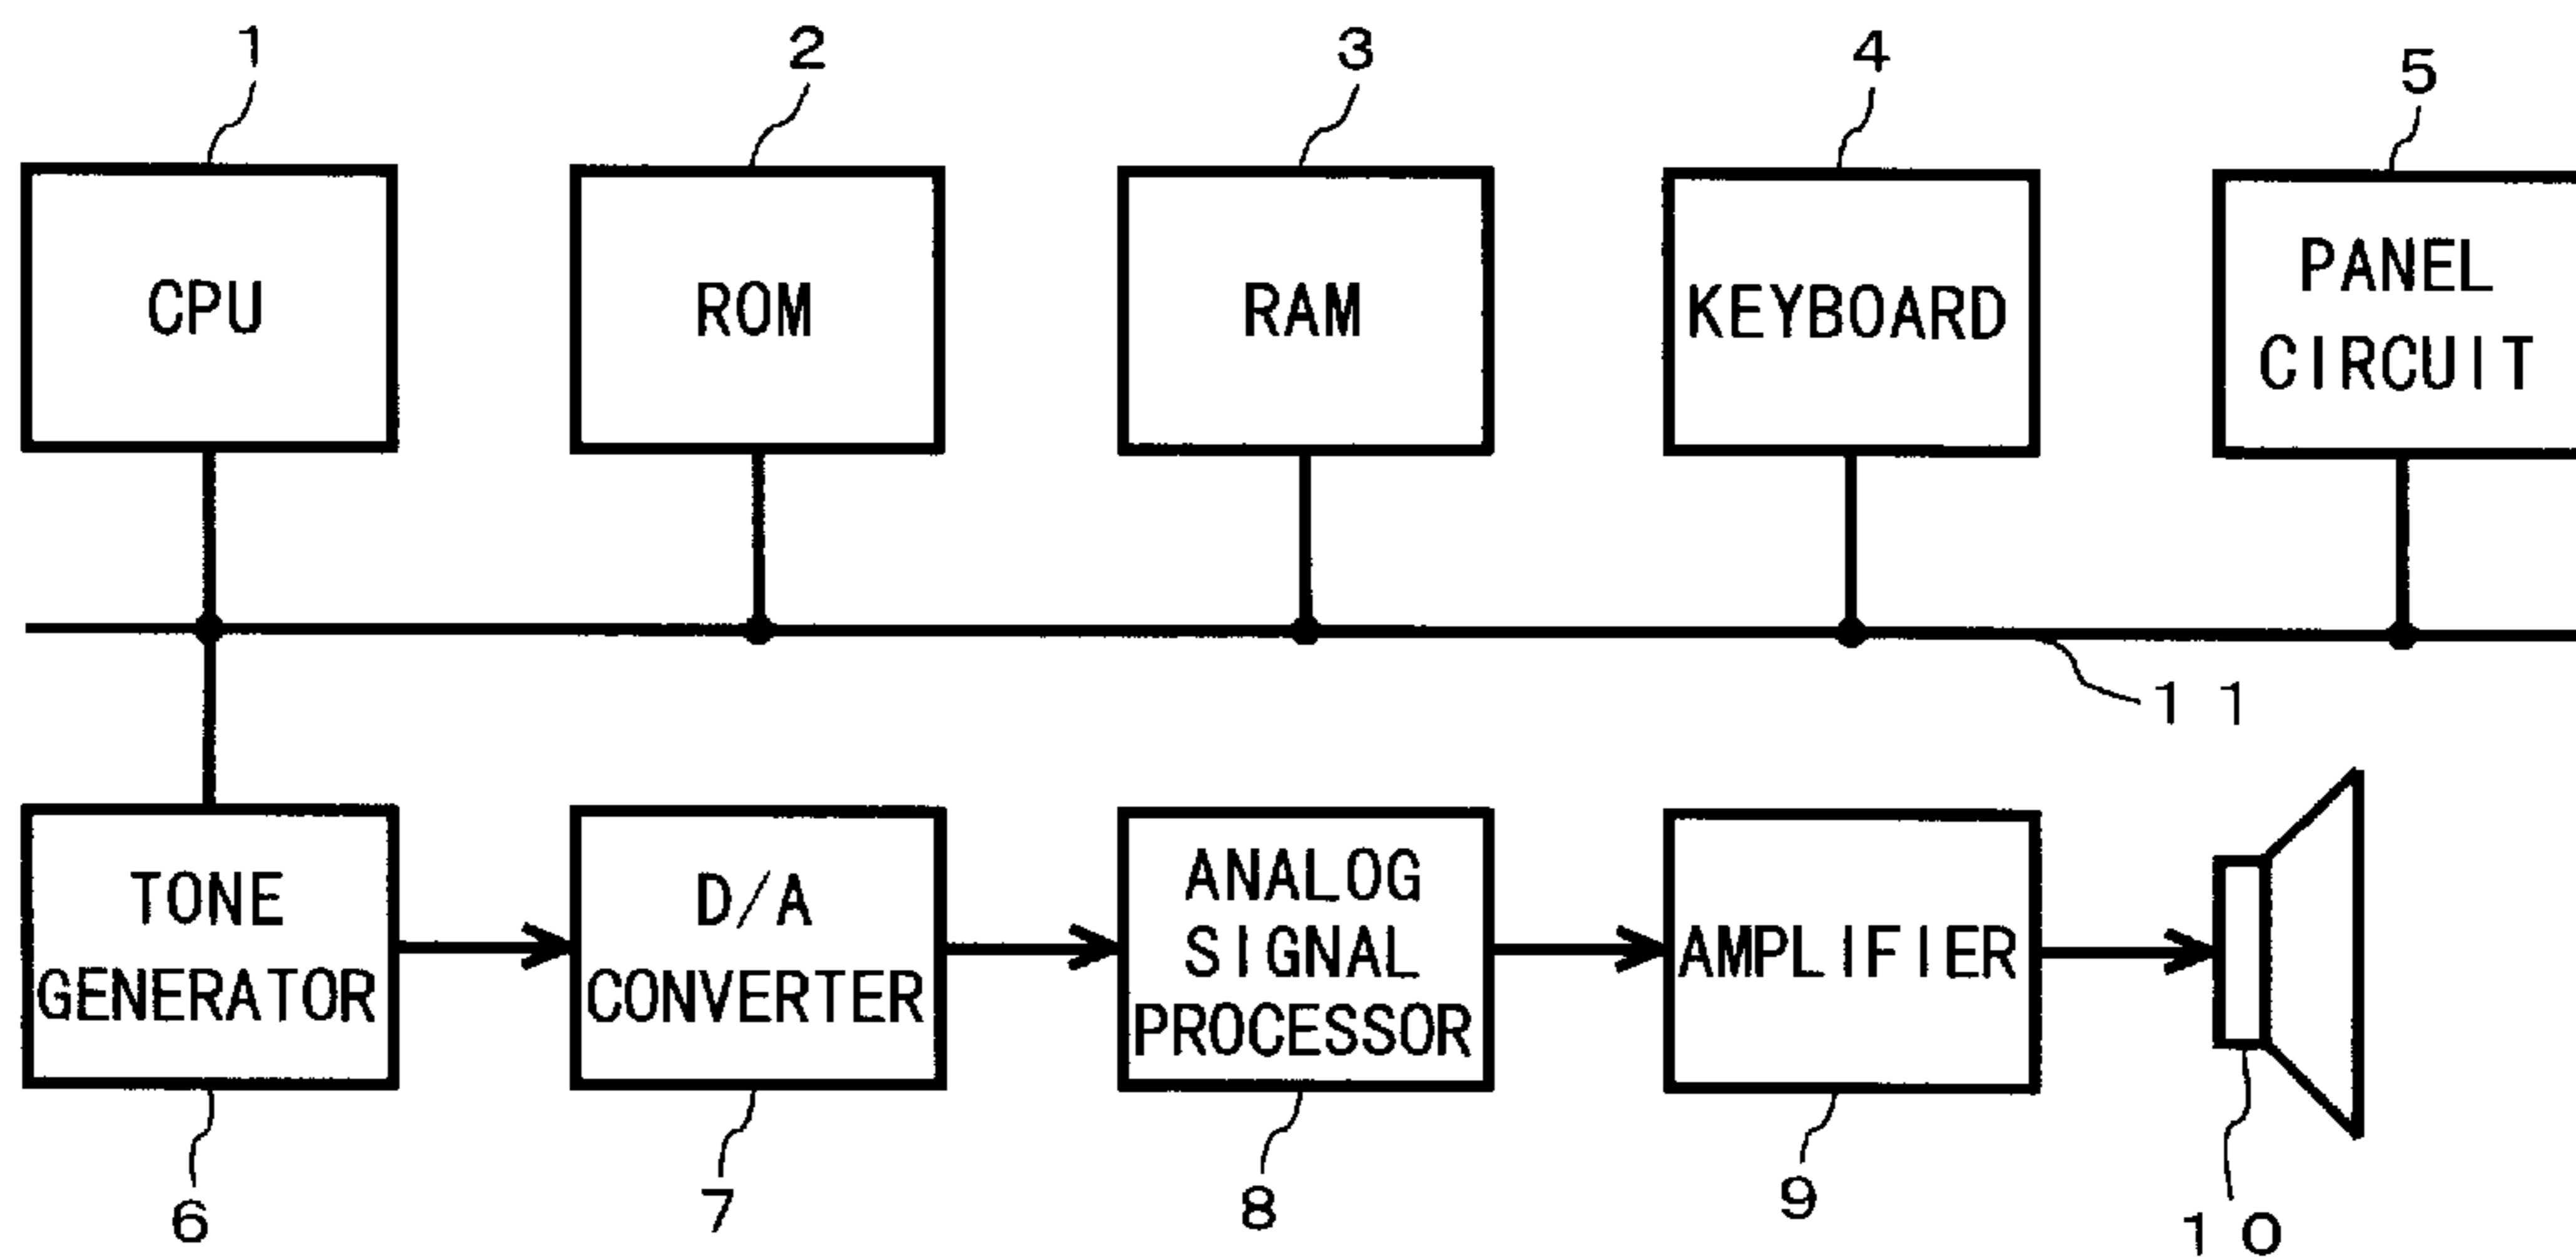 1
2
3
4
5
CPU
ROM
RAM
KEYBOARD
PANEL
CIRCUIT
11
TONE
GENERATOR
D/A
CONVERTER
ANALOG
SIGNAL
PROCESSOR
AMPLIFIER
6
7
8
9
10